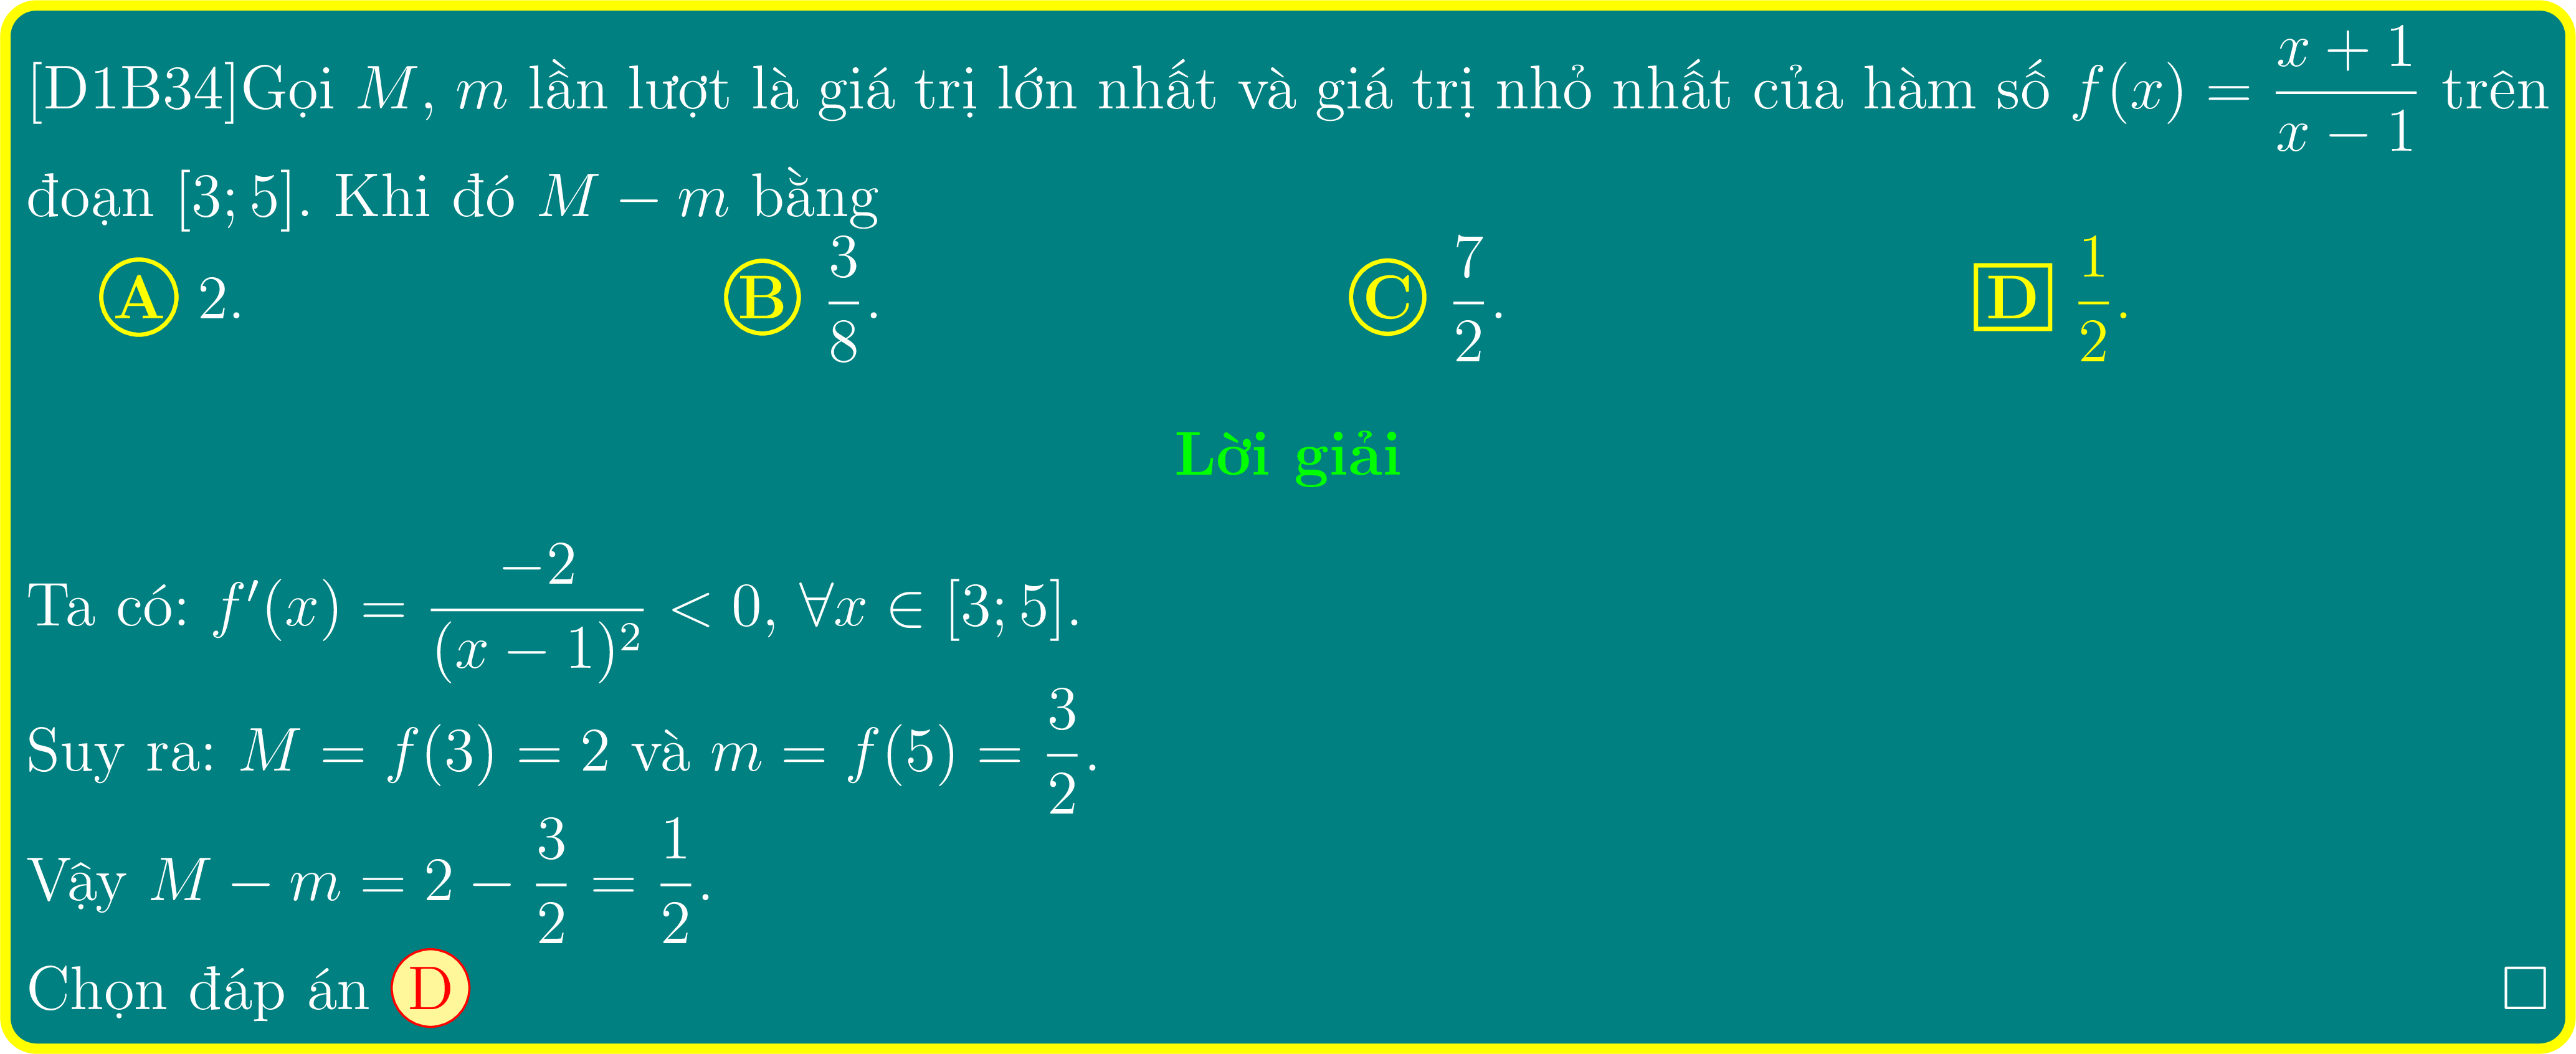 [D1B34]Gọi M, m lần lượt là giá trị lớn nhất và giá trị nhỏ nhất của hàm số f(x) = \frac{x+1}{x-1} trên
đoạn [3; 5]. Khi đó M − m bằng
A 2. B \frac{3}{8}. C \frac{7}{2}. D \frac{1}{2}.
Lời giải
Ta có: f′(x) = \frac{-2}{(x-1)^2} < 0, ∀x ∈ [3; 5].
Suy ra: M = f(3) = 2 và m = f(5) = \frac{3}{2}.
Vậy M − m = 2 − \frac{3}{2} = \frac{1}{2}.
Chọn đáp án D □